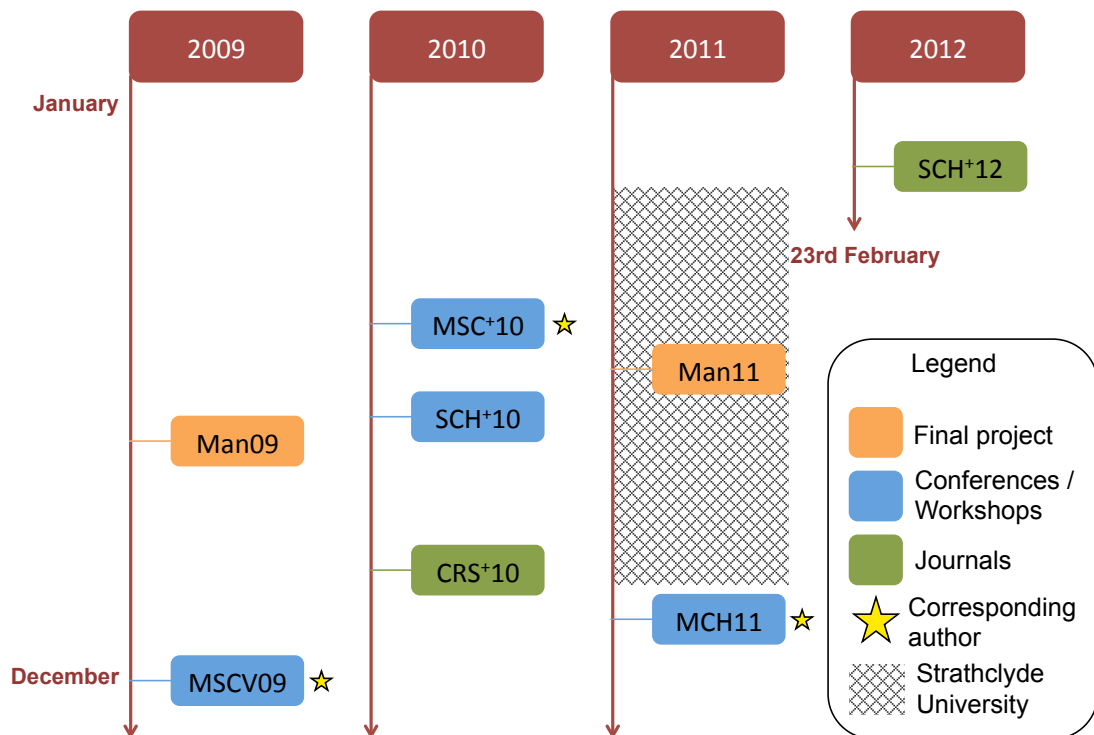 2009
2010
2011
2012
January
SCH+12
23rd February
MSC+10
Man11
SCH+10
Man09
CRS+10
MCH11
December
MSCV09
Legend
Final project
Conferences /
Workshops
Journals
Corresponding
author
Strathclyde
University